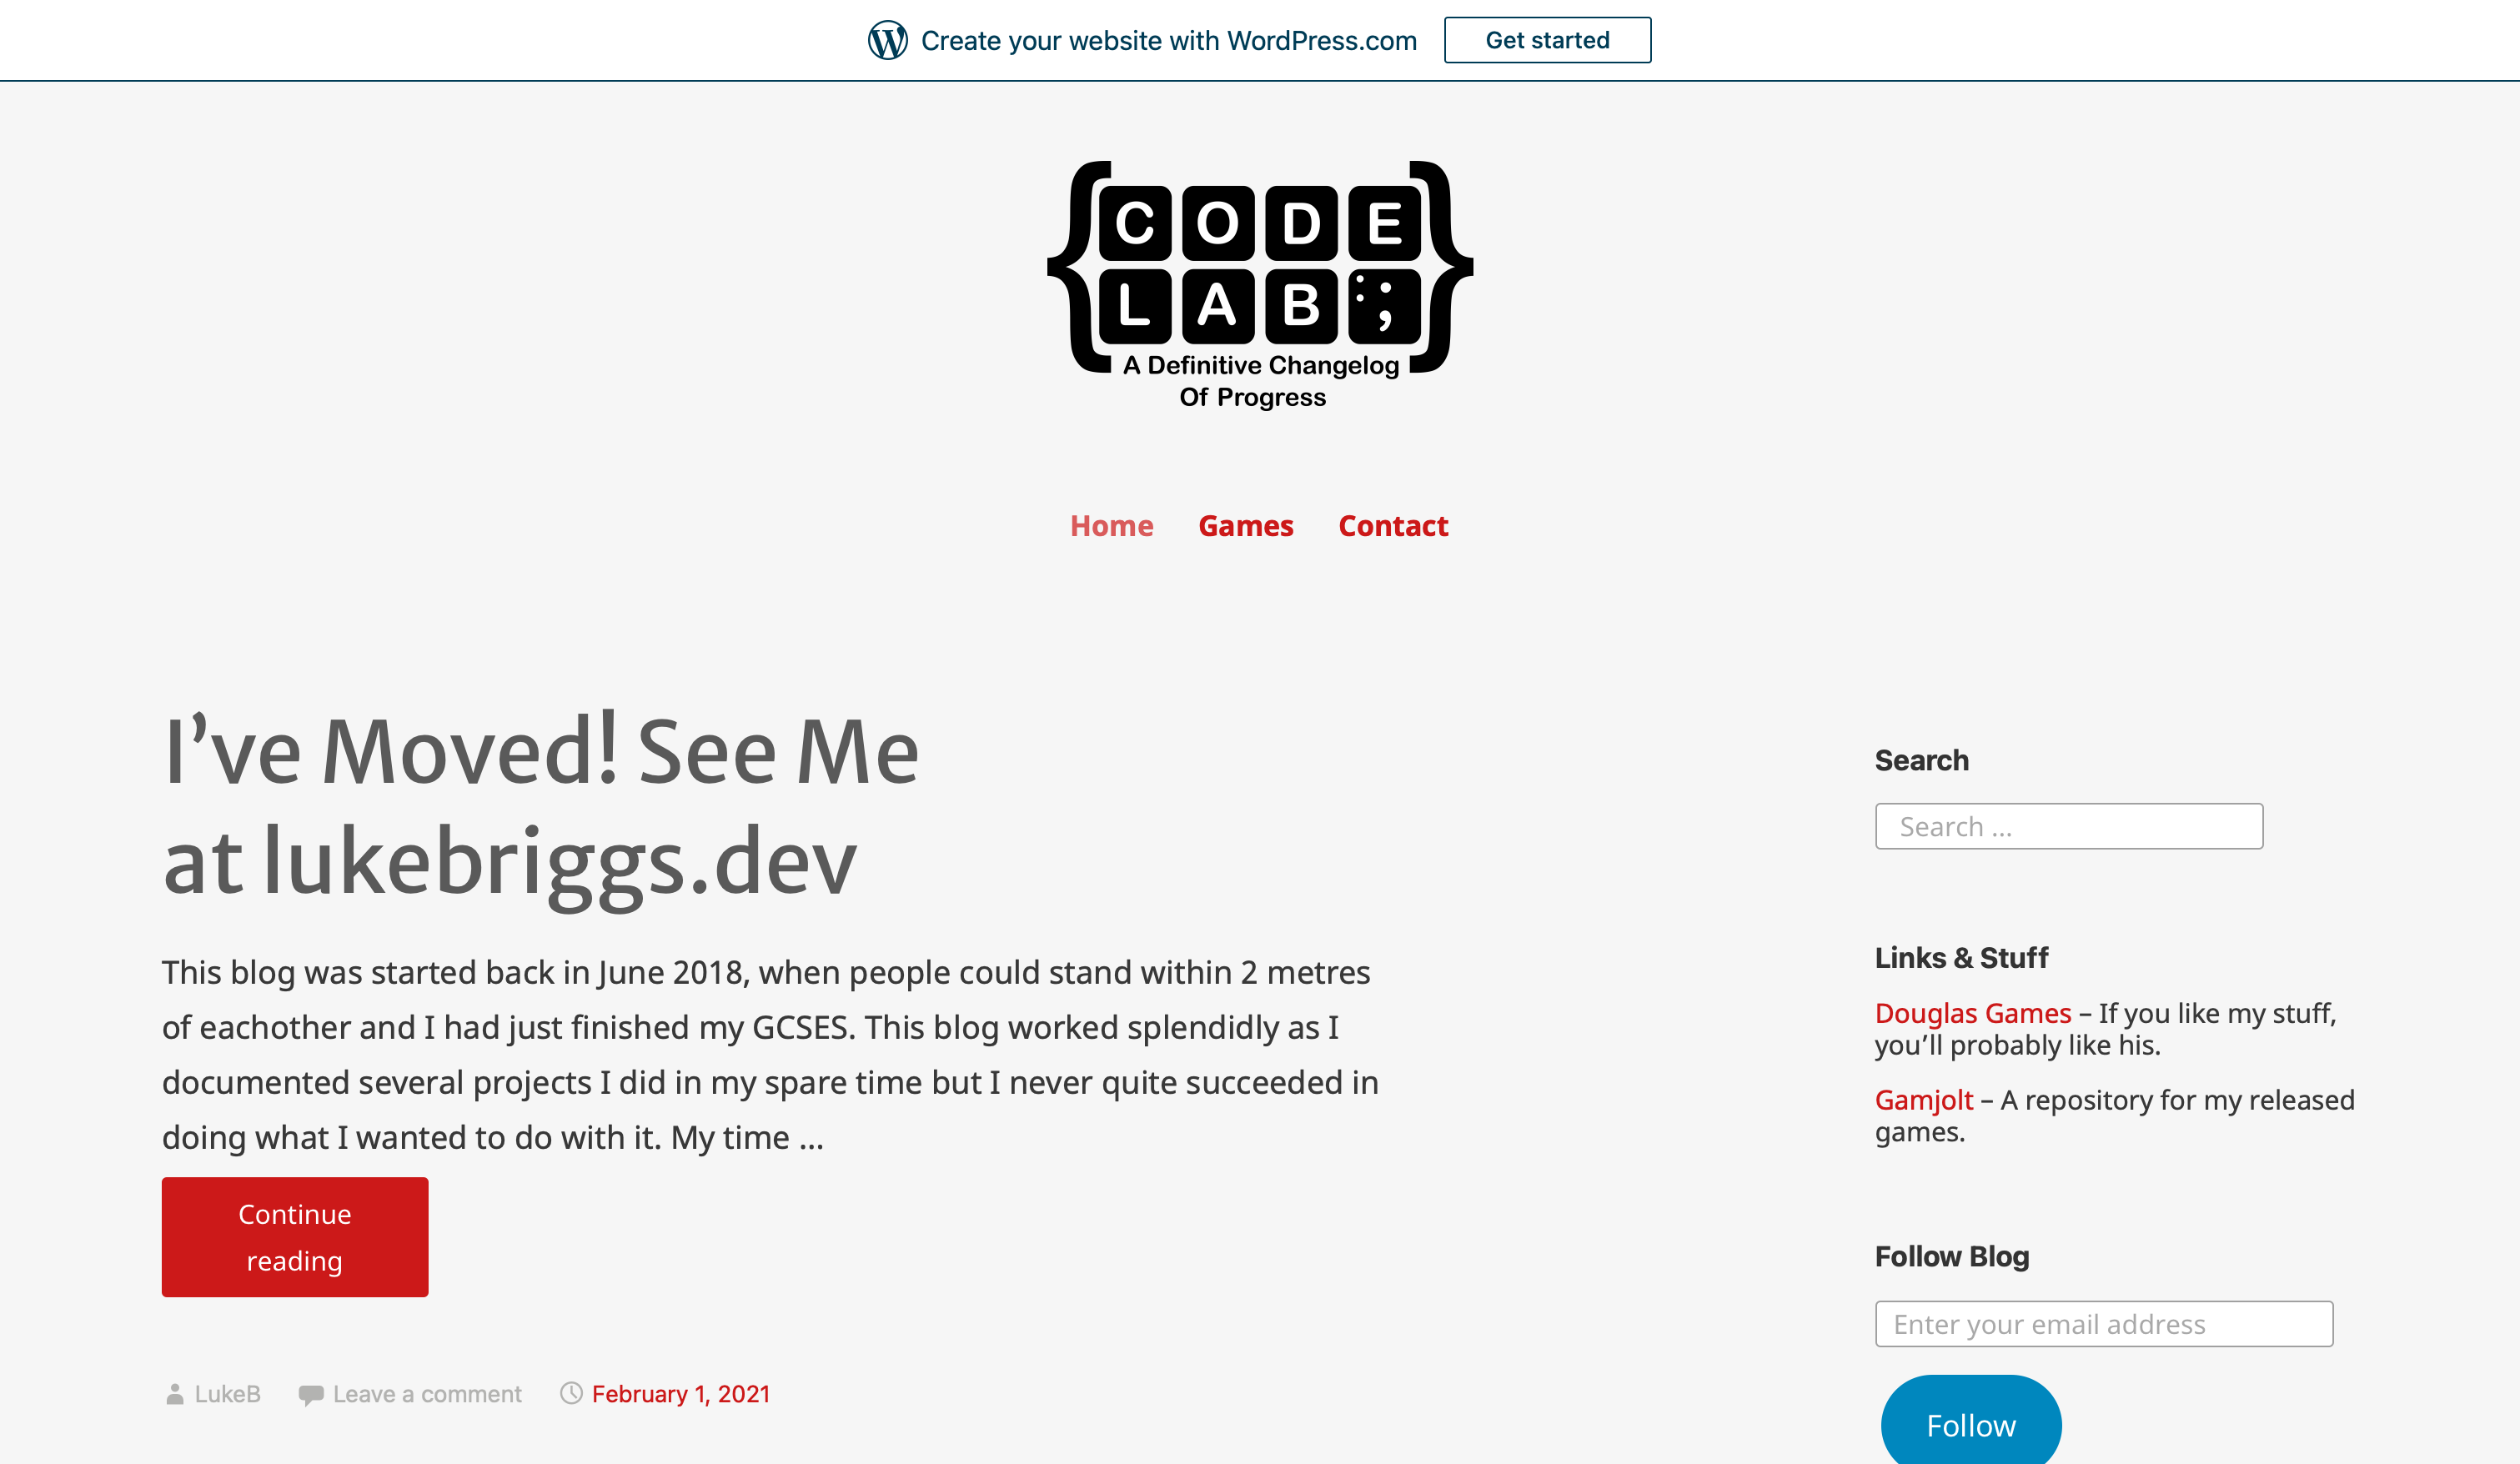 Create your website with WordPress.com
Get started
CODE
LAB:;
A Definitive Changelog
Of Progress
Home Games Contact
I’ve Moved! See Me
at lukebriggs.dev
This blog was started back in June 2018, when people could stand within 2 metres
of eachother and I had just finished my GCSES. This blog worked splendidly as I
documented several projects I did in my spare time but I never quite succeeded in
doing what I wanted to do with it. My time ...
Continue
reading
LukeB Leave a comment February 1, 2021
Search
Search ...
Links & Stuff
Douglas Games – If you like my stuff,
you’ll probably like his.
Gamjolt – A repository for my released
games.
Follow Blog
Enter your email address
Follow